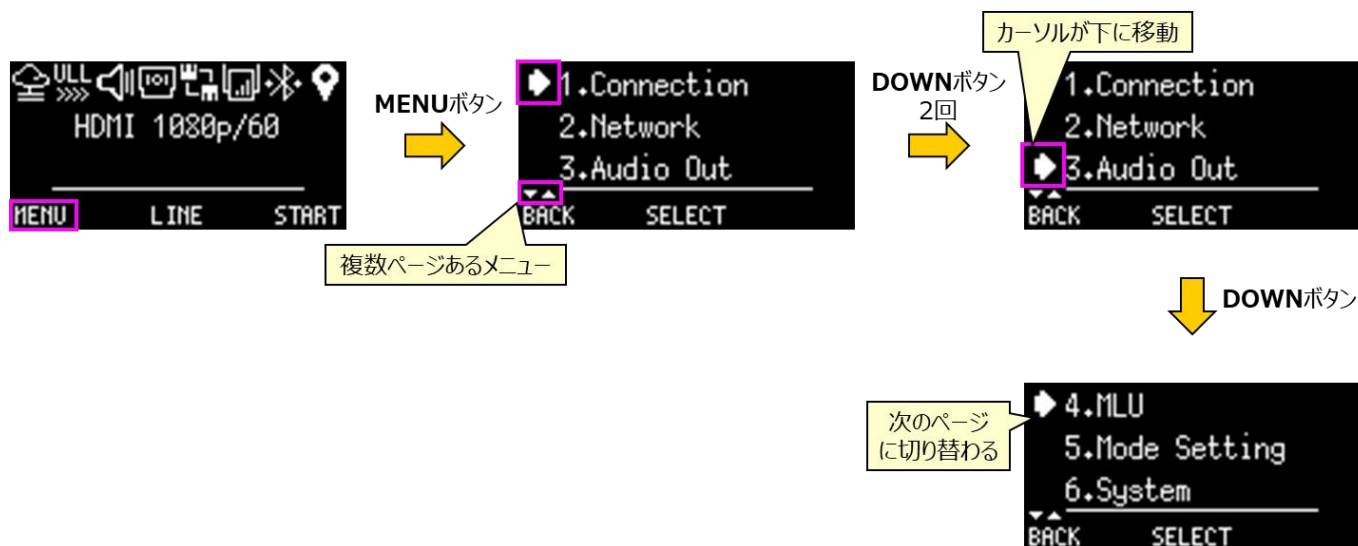 カーソルが下に移動
ULL
HDMI 1080p/60
MENU LINE START
MENUボタン
1.Connection
2.Network
3.Audio Out
BACK SELECT
複数ページあるメニュー
DOWNボタン
2回
1.Connection
2.Network
3.Audio Out
BACK SELECT
DOWNボタン
次のページ
に切り替わる
4.MLU
5.Mode Setting
6.System
BACK SELECT